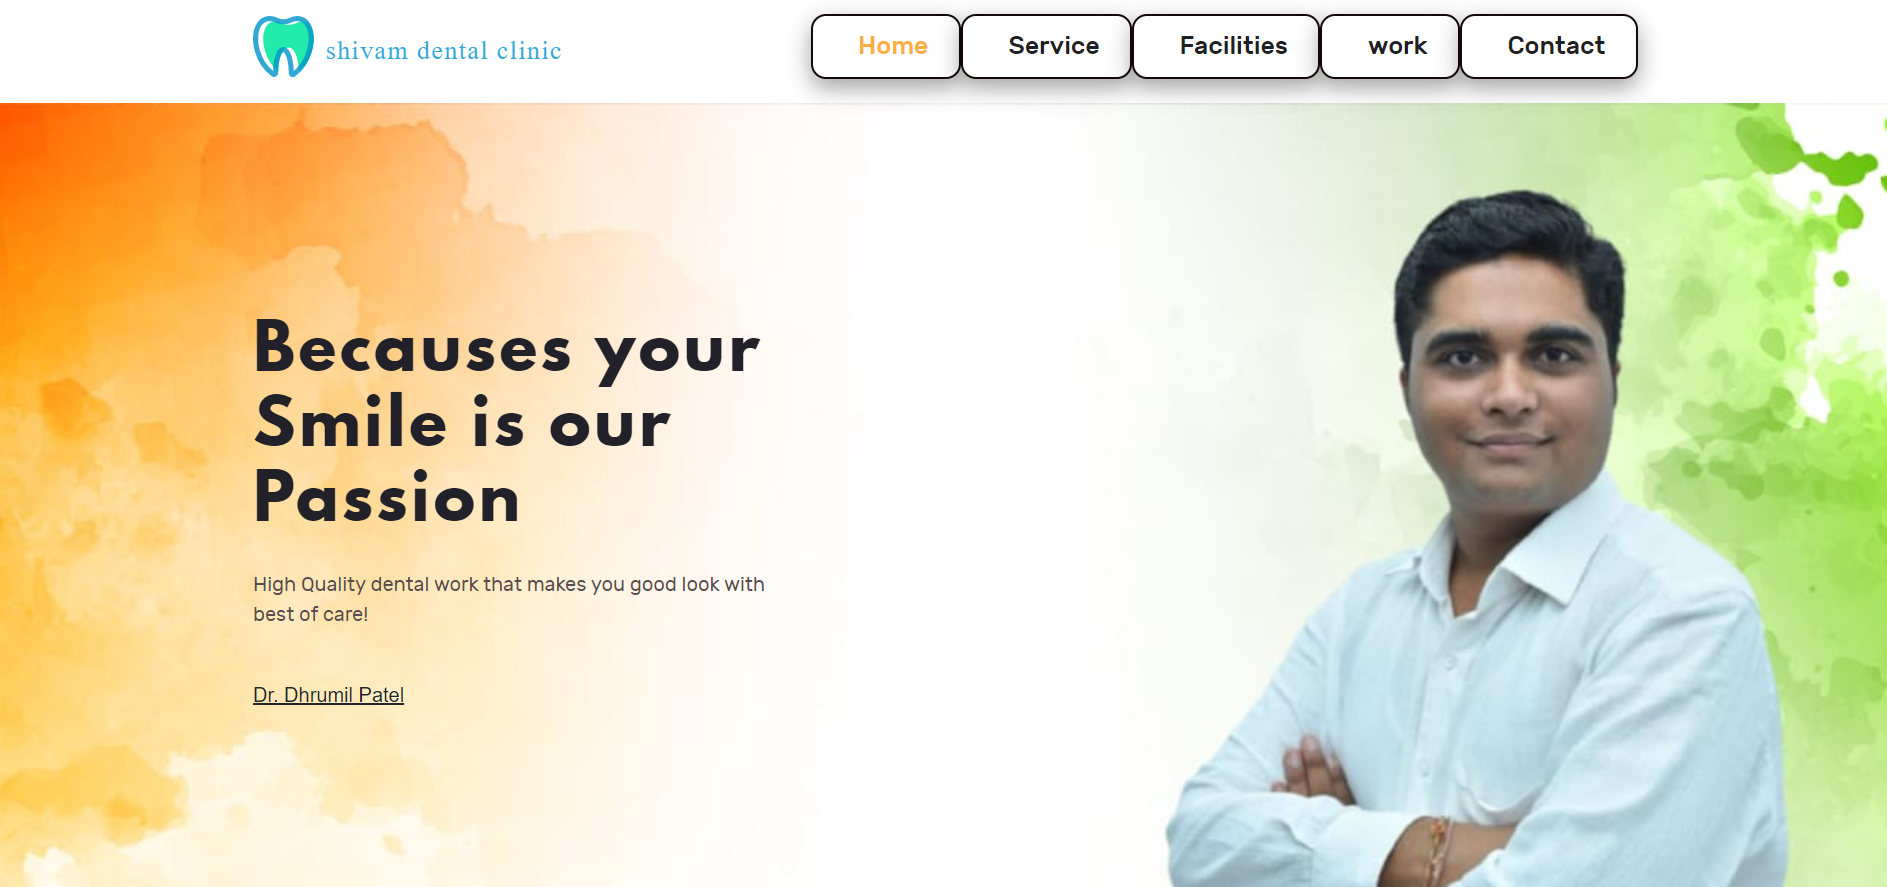 shivam dental clinic
Home Service Facilities work Contact
Becauses your
Smile is our
Passion
High Quality dental work that makes you good look with
best of care!
Dr. Dhrumil Patel